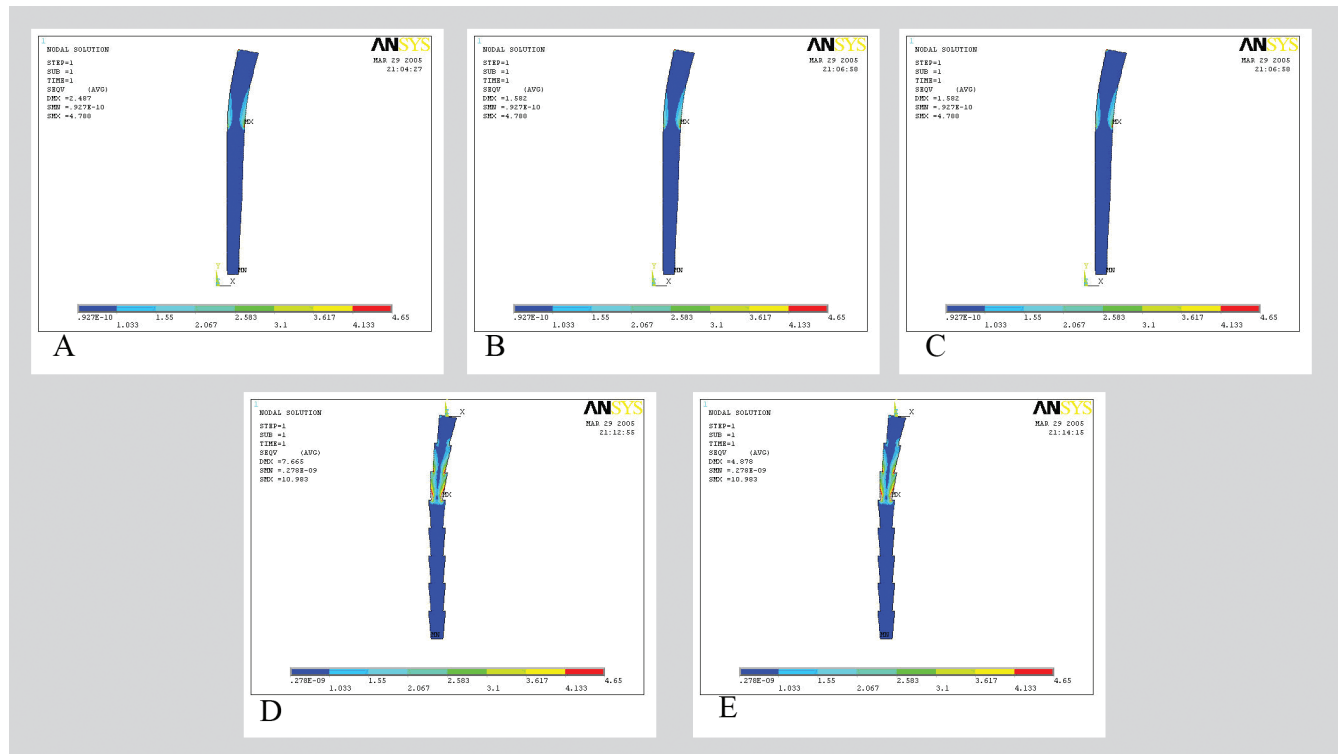 1
NODAL SOLUTION
ANSYS
STEP=1
MAR 29 2005
SUB =1
21:04:27
TIME=1
SEQV (AVG)
DMX =2.487
SMN =.927E-10
SMX =4.788
MX
MN
Y
X
.927E-10 1.55 2.583 3.617 4.65
1.033 2.067 3.1 4.133
A
1
NODAL SOLUTION
ANSYS
STEP=1
MAR 29 2005
SUB =1
21:06:58
TIME=1
SEQV (AVG)
DMX =1.582
SMN =.927E-10
SMX =4.788
MX
MN
Y
X
.927E-10 1.55 2.583 3.617 4.65
1.033 2.067 3.1 4.133
B
1
NODAL SOLUTION
ANSYS
STEP=1
MAR 29 2005
SUB =1
21:06:58
TIME=1
SEQV (AVG)
DMX =1.582
SMN =.927E-10
SMX =4.788
MX
MN
Y
X
.927E-10 1.55 2.583 3.617 4.65
1.033 2.067 3.1 4.133
C
1
NODAL SOLUTION
X
ANSYS
STEP=1
MAR 29 2005
SUB =1
21:12:55
TIME=1
SEQV (AVG)
DMX =7.665
SMN =.278E-09
SMX =10.983
MX
MN
.278E-09 1.55 2.583 3.617 4.65
1.033 2.067 3.1 4.133
D
1
NODAL SOLUTION
X
ANSYS
STEP=1
MAR 29 2005
SUB =1
21:14:15
TIME=1
SEQV (AVG)
DMX =4.878
SMN =.278E-09
SMX =10.983
MX
MN
.278E-09 1.55 2.583 3.617 4.65
1.033 2.067 3.1 4.133
E